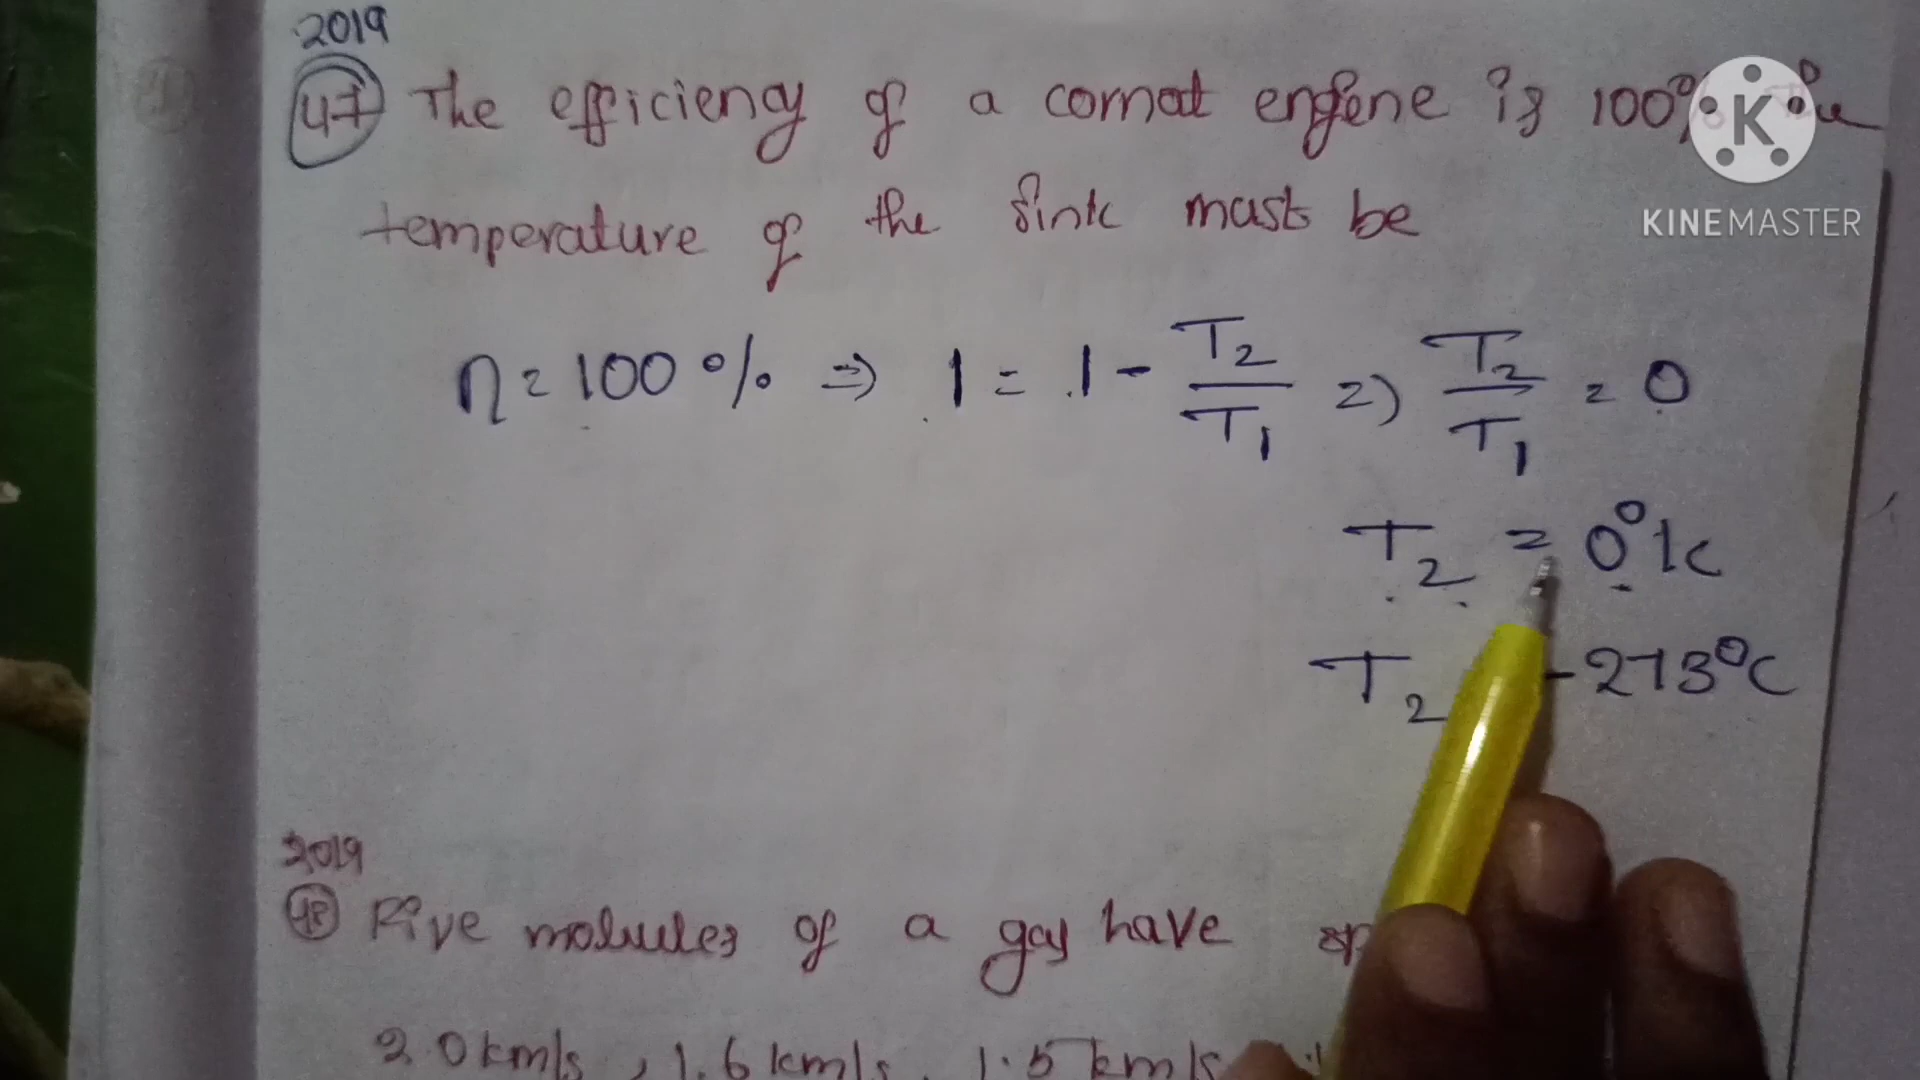 2019
47 The efficiency of a cornot engine is 100% the
temperature of the sink must be
K
KINEMASTER
η = 100 % ⇒ 1 = 1 - T2/T1 ⇒ T2/T1 = 0
T2 = 0°k
T2 -273°C
2019
48 Five molecules of a gas have
2.0 km/s, 1.6 km/s, 1.5 km/s